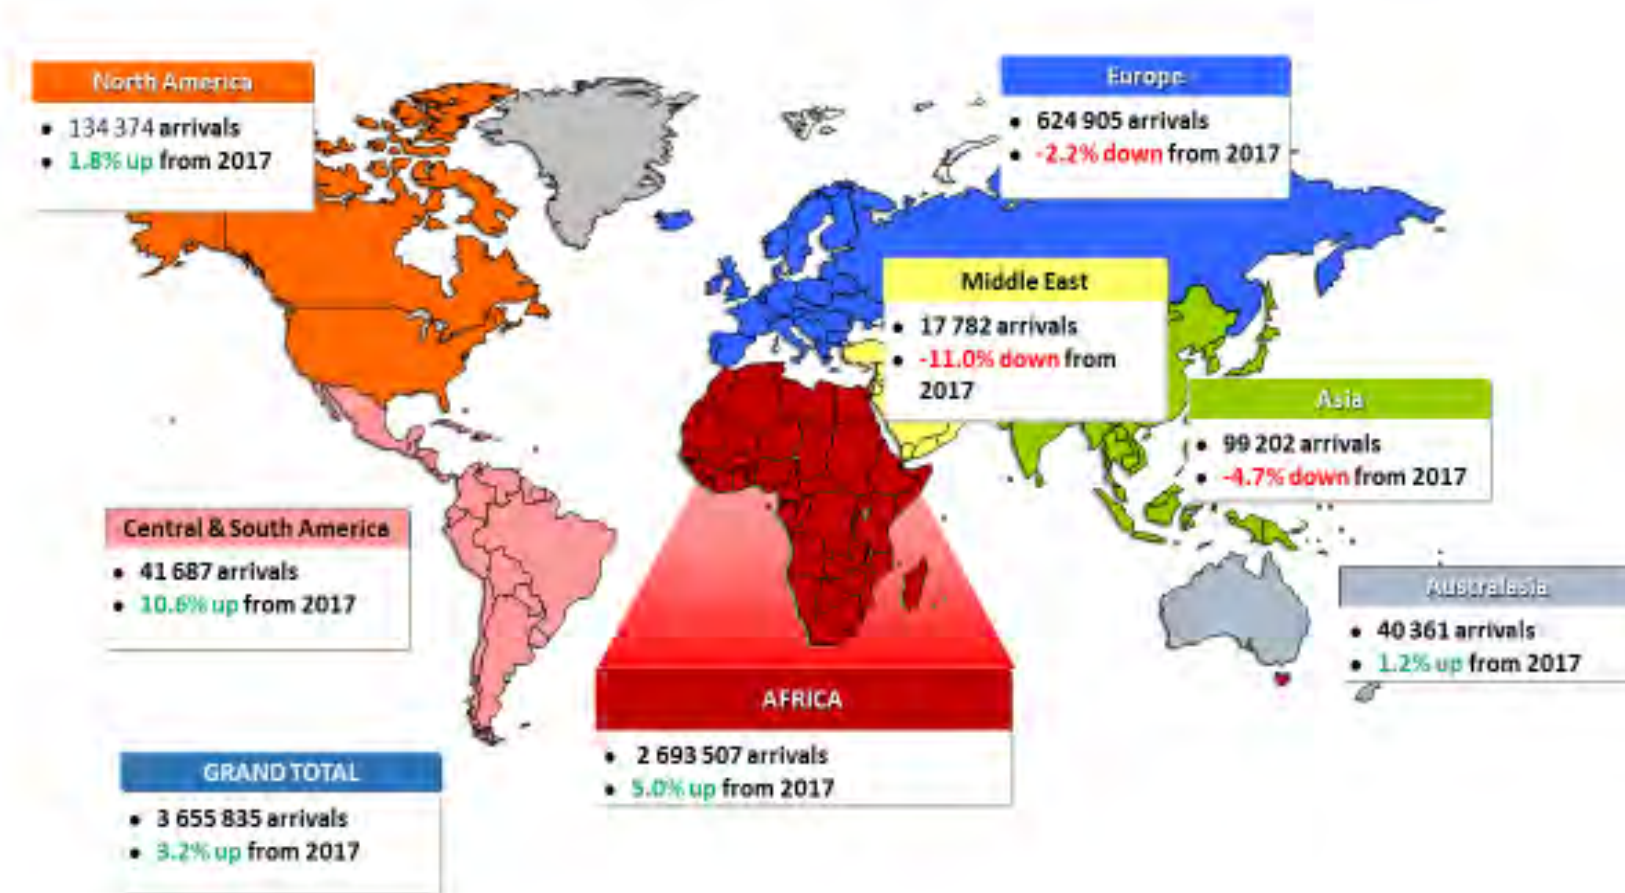 North America
• 134 374 arrivals
• 1.8% up from 2017
Europe
• 624 905 arrivals
• -2.2% down from 2017
Middle East
• 17 782 arrivals
• -11.0% down from
2017
Asia
• 99 202 arrivals
• -4.7% down from 2017
Central & South America
• 41 687 arrivals
• 10.6% up from 2017
Australasia
• 40 361 arrivals
• 1.2% up from 2017
AFRICA
• 2 693 507 arrivals
• 5.0% up from 2017
GRAND TOTAL
• 3 655 835 arrivals
• 3.2% up from 2017